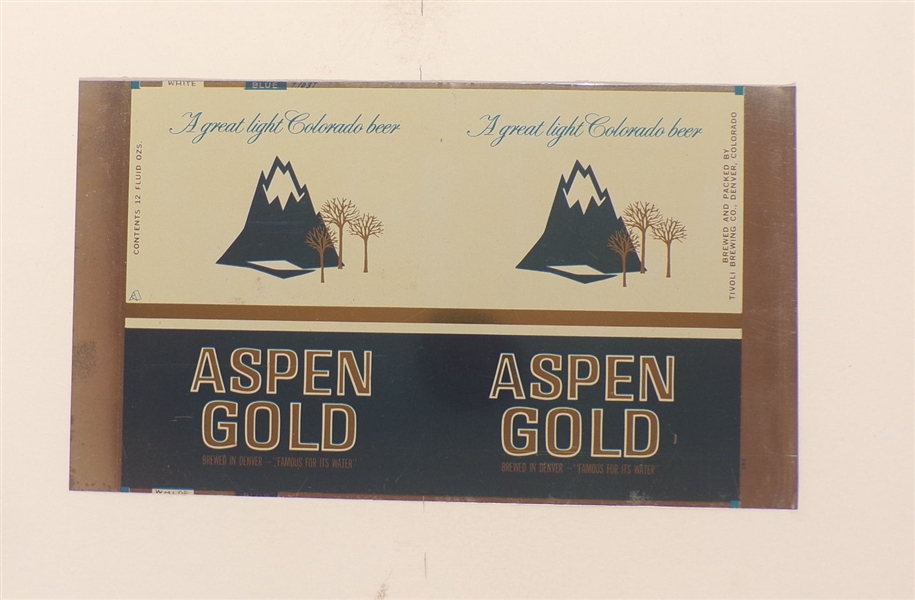 WHITE
BLUE
A great light Colorado beer
A great light Colorado beer
CONTENTS 12 FLUID OZS.
BREWED AND PACKED BY
TIVOLI BREWING CO., DENVER, COLORADO
ASPEN
GOLD
BREWED IN DENVER — "FAMOUS FOR ITS WATER"
ASPEN
GOLD
BREWED IN DENVER — "FAMOUS FOR ITS WATER"
WHITE